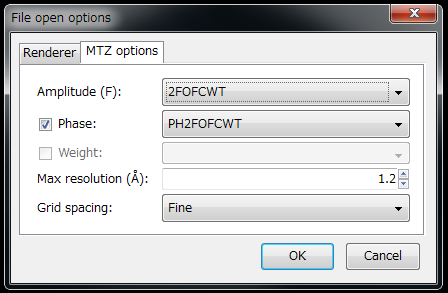 File open options
Renderer MTZ options
Amplitude (F): 2FOFCWT
Phase: PH2FOFCWT
Weight:
Max resolution (Å): 1.2
Grid spacing: Fine
OK Cancel